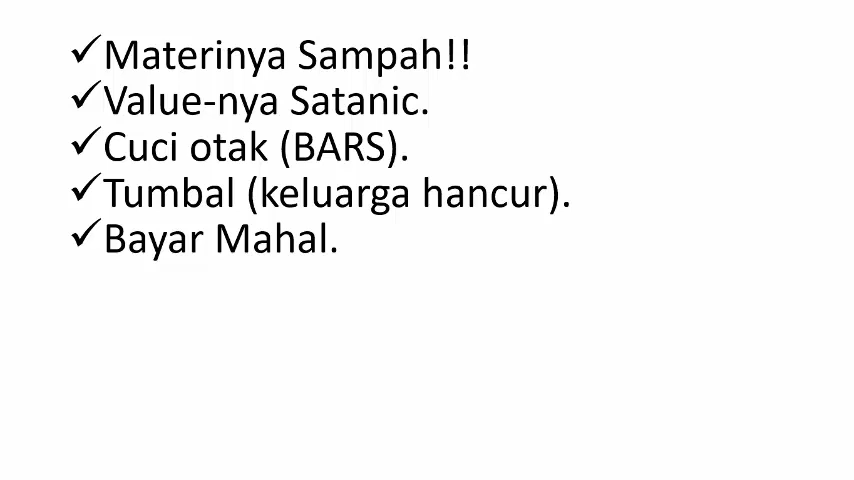 ✓Materinya Sampah!!
✓Value-nya Satanic.
✓Cuci otak (BARS).
✓Tumbal (keluarga hancur).
✓Bayar Mahal.